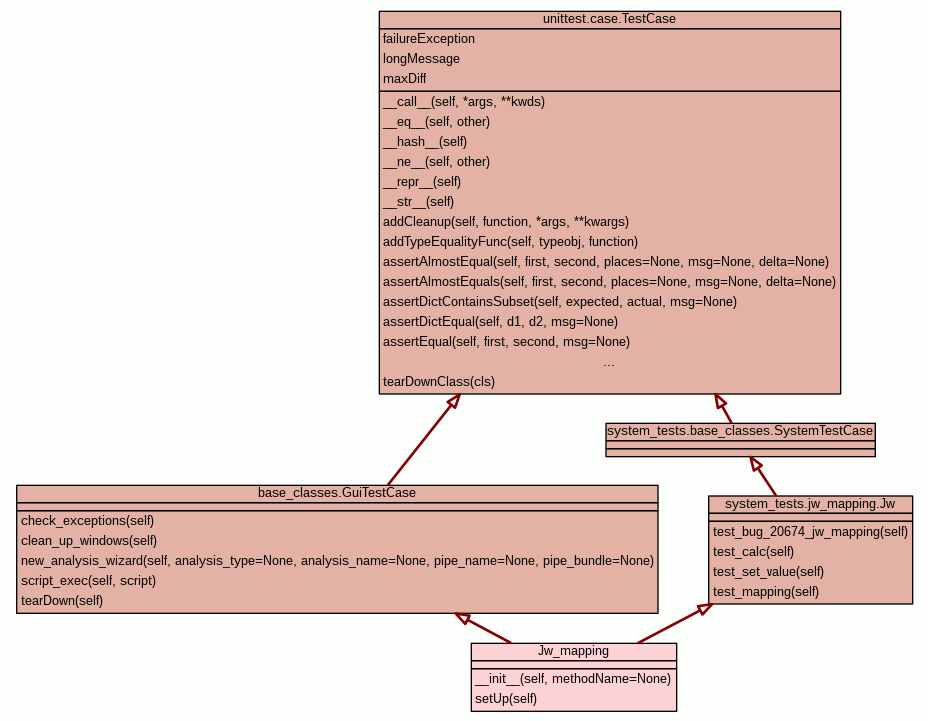 unittest.case.TestCase
failureException
longMessage
maxDiff
__call__(self, *args, **kwds)
__eq__(self, other)
__hash__(self)
__ne__(self, other)
__repr__(self)
__str__(self)
addCleanup(self, function, *args, **kwargs)
addTypeEqualityFunc(self, typeobj, function)
assertAlmostEqual(self, first, second, places=None, msg=None, delta=None)
assertAlmostEquals(self, first, second, places=None, msg=None, delta=None)
assertDictContainsSubset(self, expected, actual, msg=None)
assertDictEqual(self, d1, d2, msg=None)
assertEqual(self, first, second, msg=None)
...
tearDownClass(cls)
system_tests.base_classes.SystemTestCase
base_classes.GuiTestCase
check_exceptions(self)
clean_up_windows(self)
new_analysis_wizard(self, analysis_type=None, analysis_name=None, pipe_name=None, pipe_bundle=None)
script_exec(self, script)
tearDown(self)
system_tests.jw_mapping.Jw
test_bug_20674_jw_mapping(self)
test_calc(self)
test_set_value(self)
test_mapping(self)
Jw_mapping
__init__(self, methodName=None)
setUp(self)